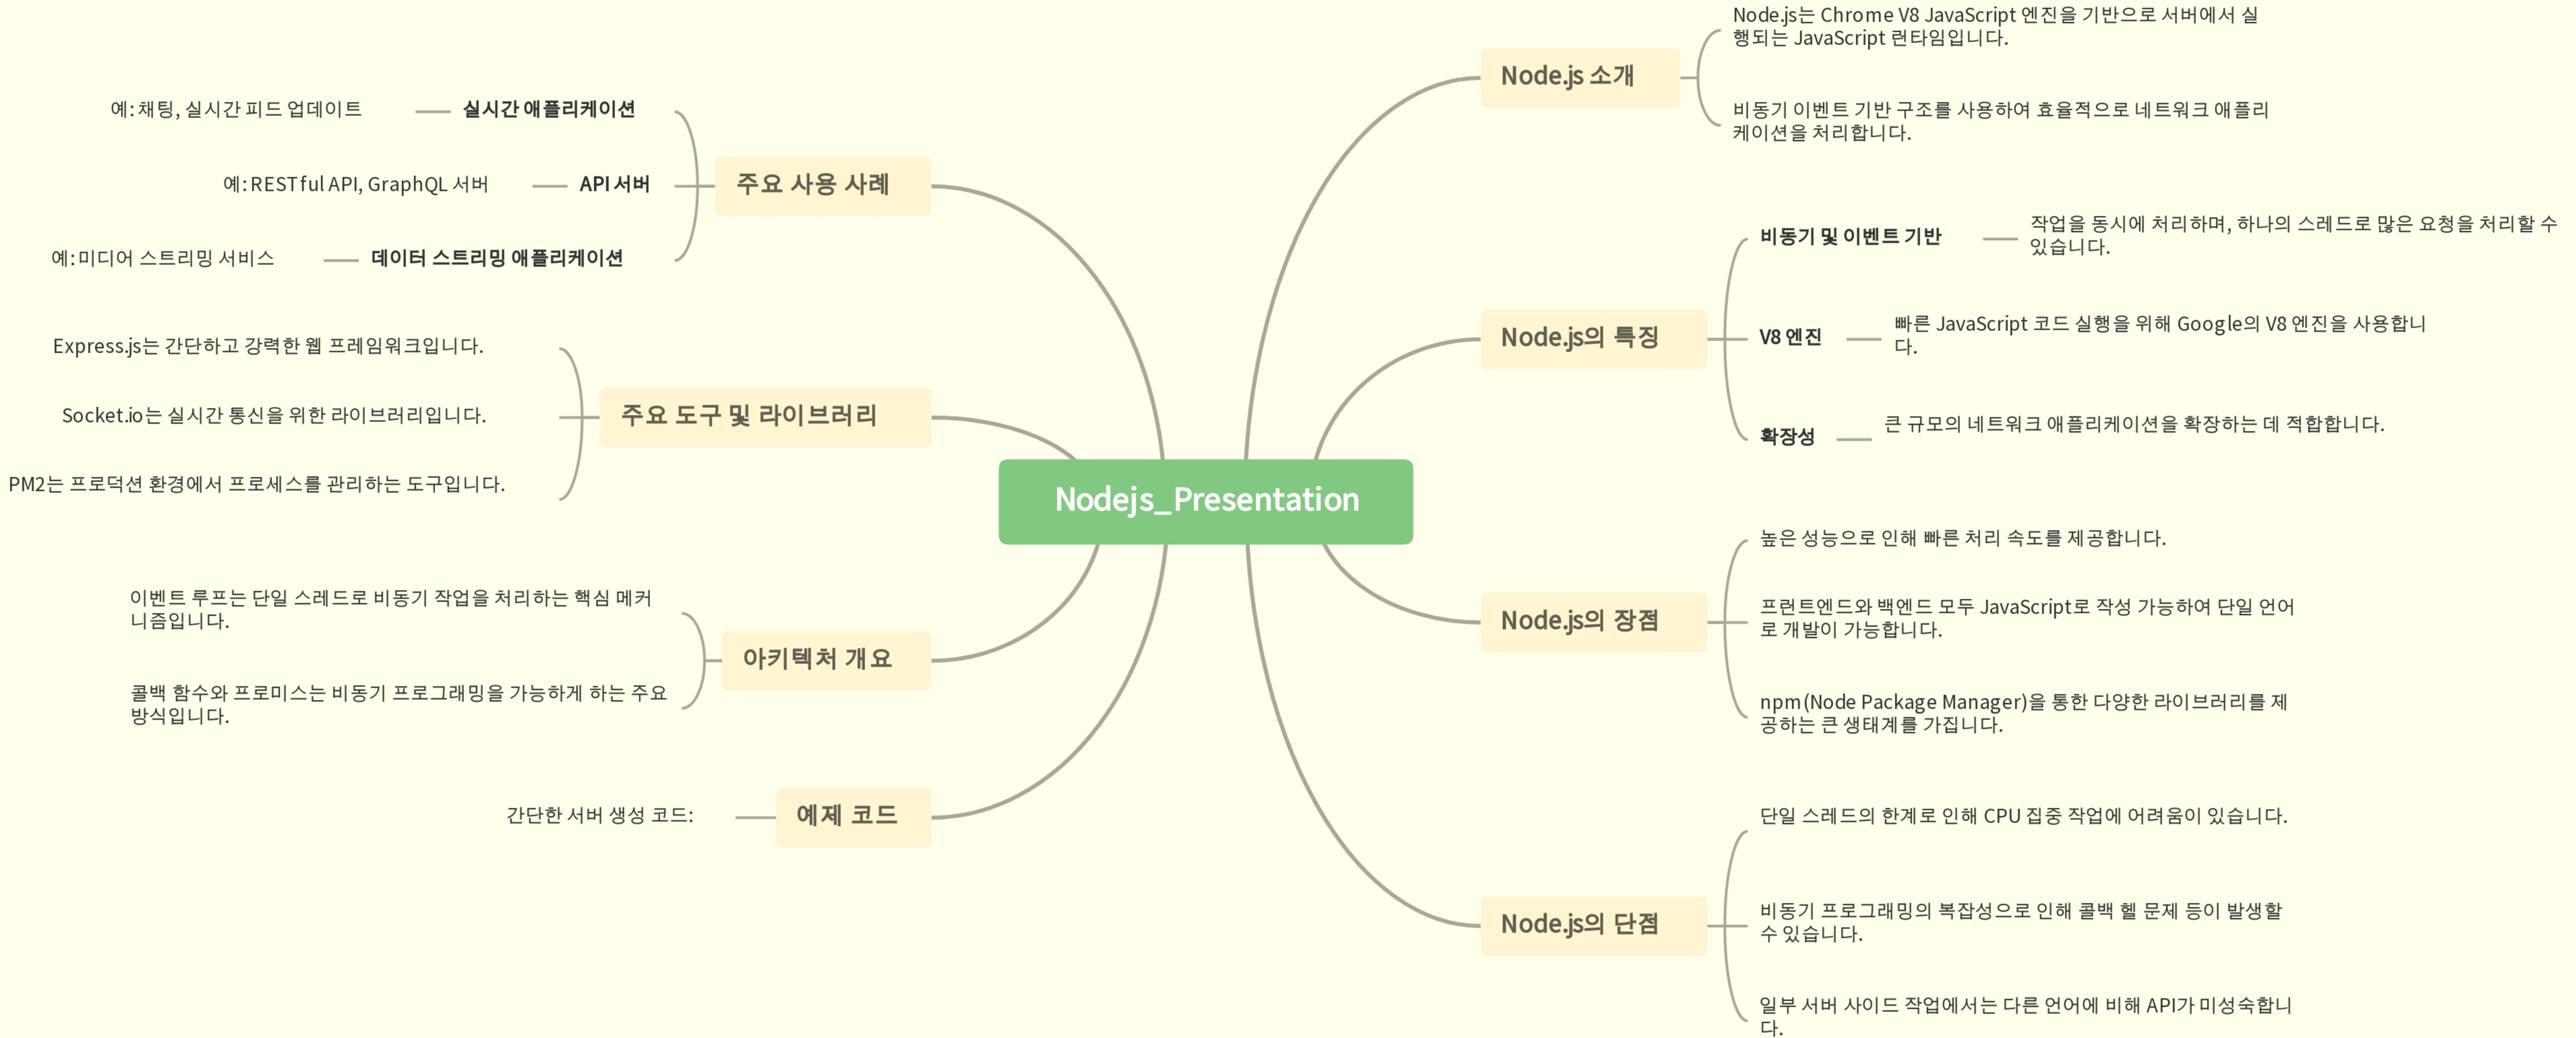 Nodejs_Presentation
Node.js 소개
Node.js는 Chrome V8 JavaScript 엔진을 기반으로 서버에서 실
행되는 JavaScript 런타임입니다.
비동기 이벤트 기반 구조를 사용하여 효율적으로 네트워크 애플리
케이션을 처리합니다.
Node.js의 특징
비동기 및 이벤트 기반
작업을 동시에 처리하며, 하나의 스레드로 많은 요청을 처리할 수
있습니다.
V8 엔진
빠른 JavaScript 코드 실행을 위해 Google의 V8 엔진을 사용합니
다.
확장성
큰 규모의 네트워크 애플리케이션을 확장하는 데 적합합니다.
Node.js의 장점
높은 성능으로 인해 빠른 처리 속도를 제공합니다.
프런트엔드와 백엔드 모두 JavaScript로 작성 가능하여 단일 언어
로 개발이 가능합니다.
npm(Node Package Manager)을 통한 다양한 라이브러리를 제
공하는 큰 생태계를 가집니다.
Node.js의 단점
단일 스레드의 한계로 인해 CPU 집중 작업에 어려움이 있습니다.
비동기 프로그래밍의 복잡성으로 인해 콜백 헬 문제 등이 발생할
수 있습니다.
일부 서버 사이드 작업에서는 다른 언어에 비해 API가 미성숙합니
다.
주요 사용 사례
실시간 애플리케이션
예: 채팅, 실시간 피드 업데이트
API 서버
예: RESTful API, GraphQL 서버
데이터 스트리밍 애플리케이션
예: 미디어 스트리밍 서비스
주요 도구 및 라이브러리
Express.js는 간단하고 강력한 웹 프레임워크입니다.
Socket.io는 실시간 통신을 위한 라이브러리입니다.
PM2는 프로덕션 환경에서 프로세스를 관리하는 도구입니다.
아키텍처 개요
이벤트 루프는 단일 스레드로 비동기 작업을 처리하는 핵심 메커
니즘입니다.
콜백 함수와 프로미스는 비동기 프로그래밍을 가능하게 하는 주요
방식입니다.
예제 코드
간단한 서버 생성 코드: